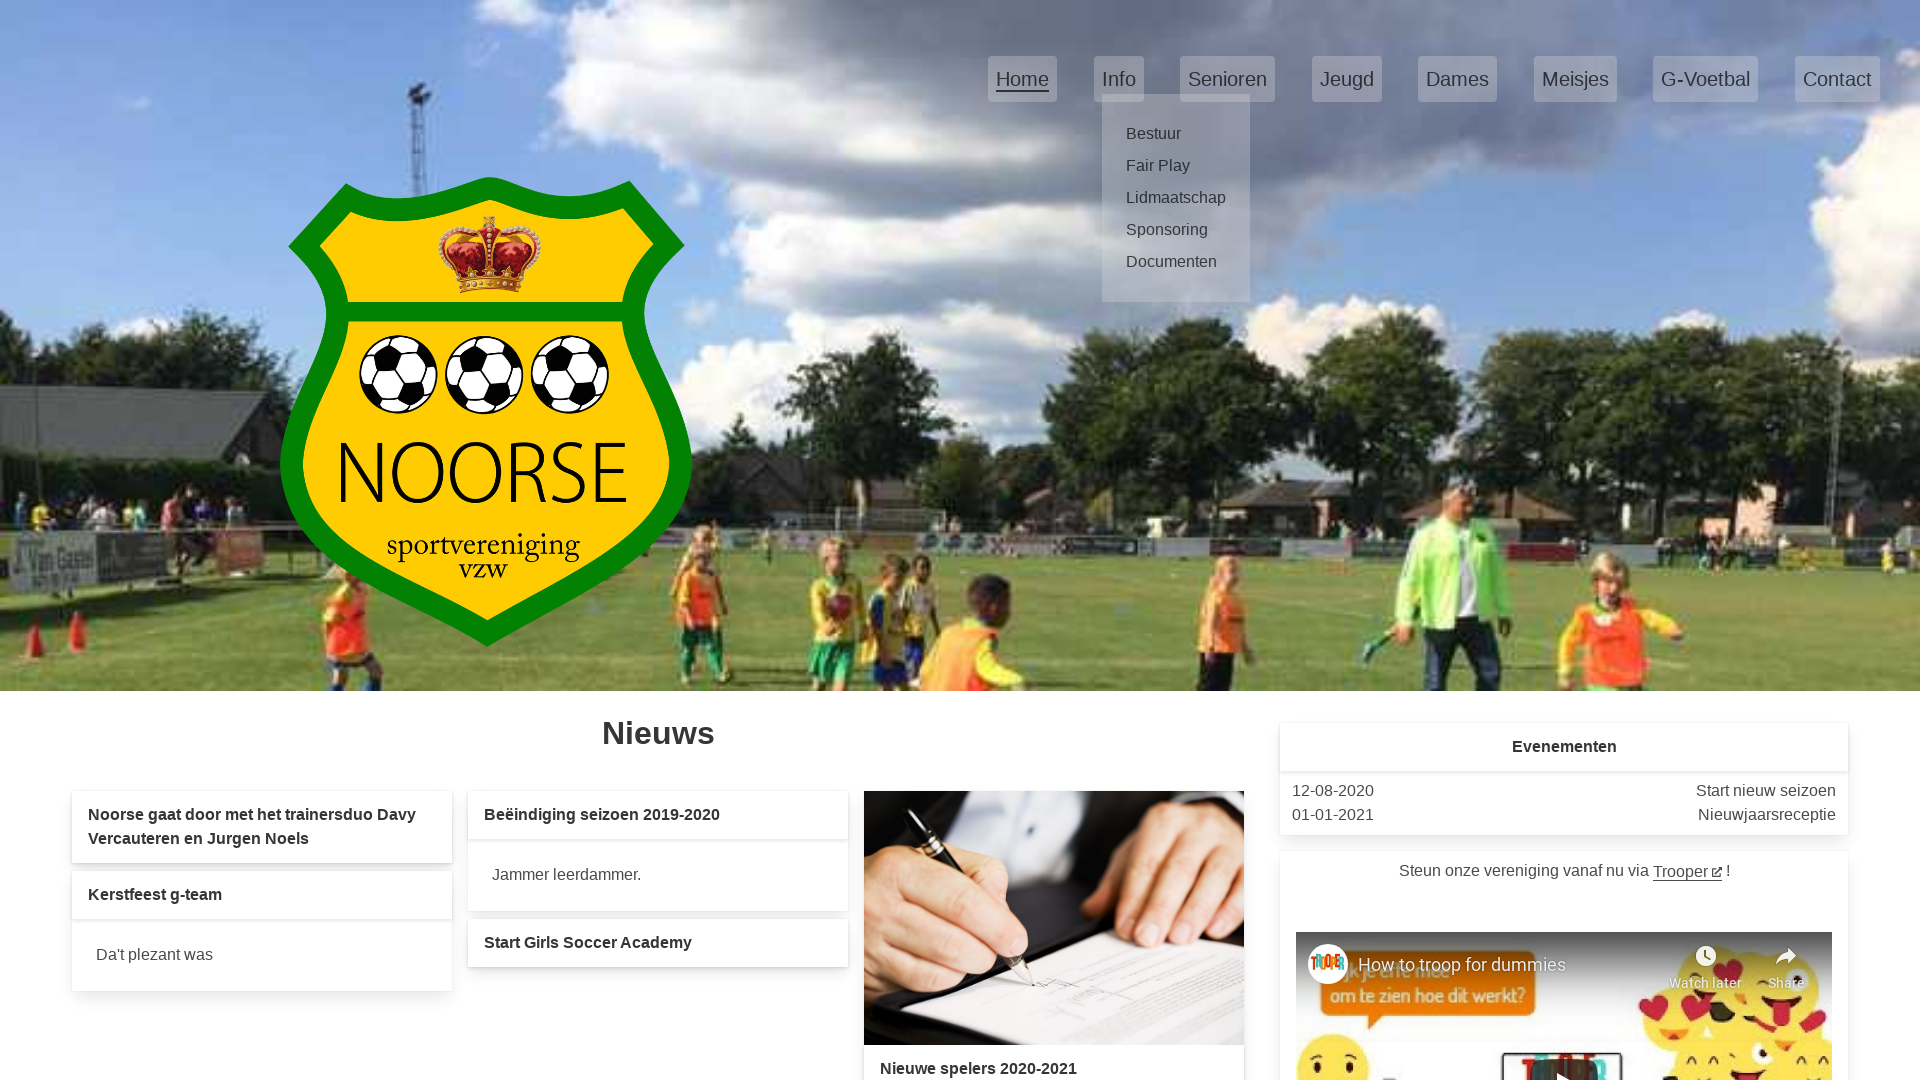 Home
Info
Senioren
Jeugd
Dames
Meisjes
G-Voetbal
Contact
Bestuur
Fair Play
Lidmaatschap
Sponsoring
Documenten
NOORSE
sportvereniging
vzw
Nieuws
Noorse gaat door met het trainersduo Davy
Vercauteren en Jurgen Noels
Kerstfeest g-team
Da't plezant was
Beëindiging seizoen 2019-2020
Jammer leerdammer.
Start Girls Soccer Academy
Nieuwe spelers 2020-2021
Evenementen
12-08-2020 Start nieuw seizoen
01-01-2021 Nieuwjaarsreceptie
Steun onze vereniging vanaf nu via Trooper !
TROOPER
How to troop for dummies
Watch later
Share
om te zien hoe dit werkt?